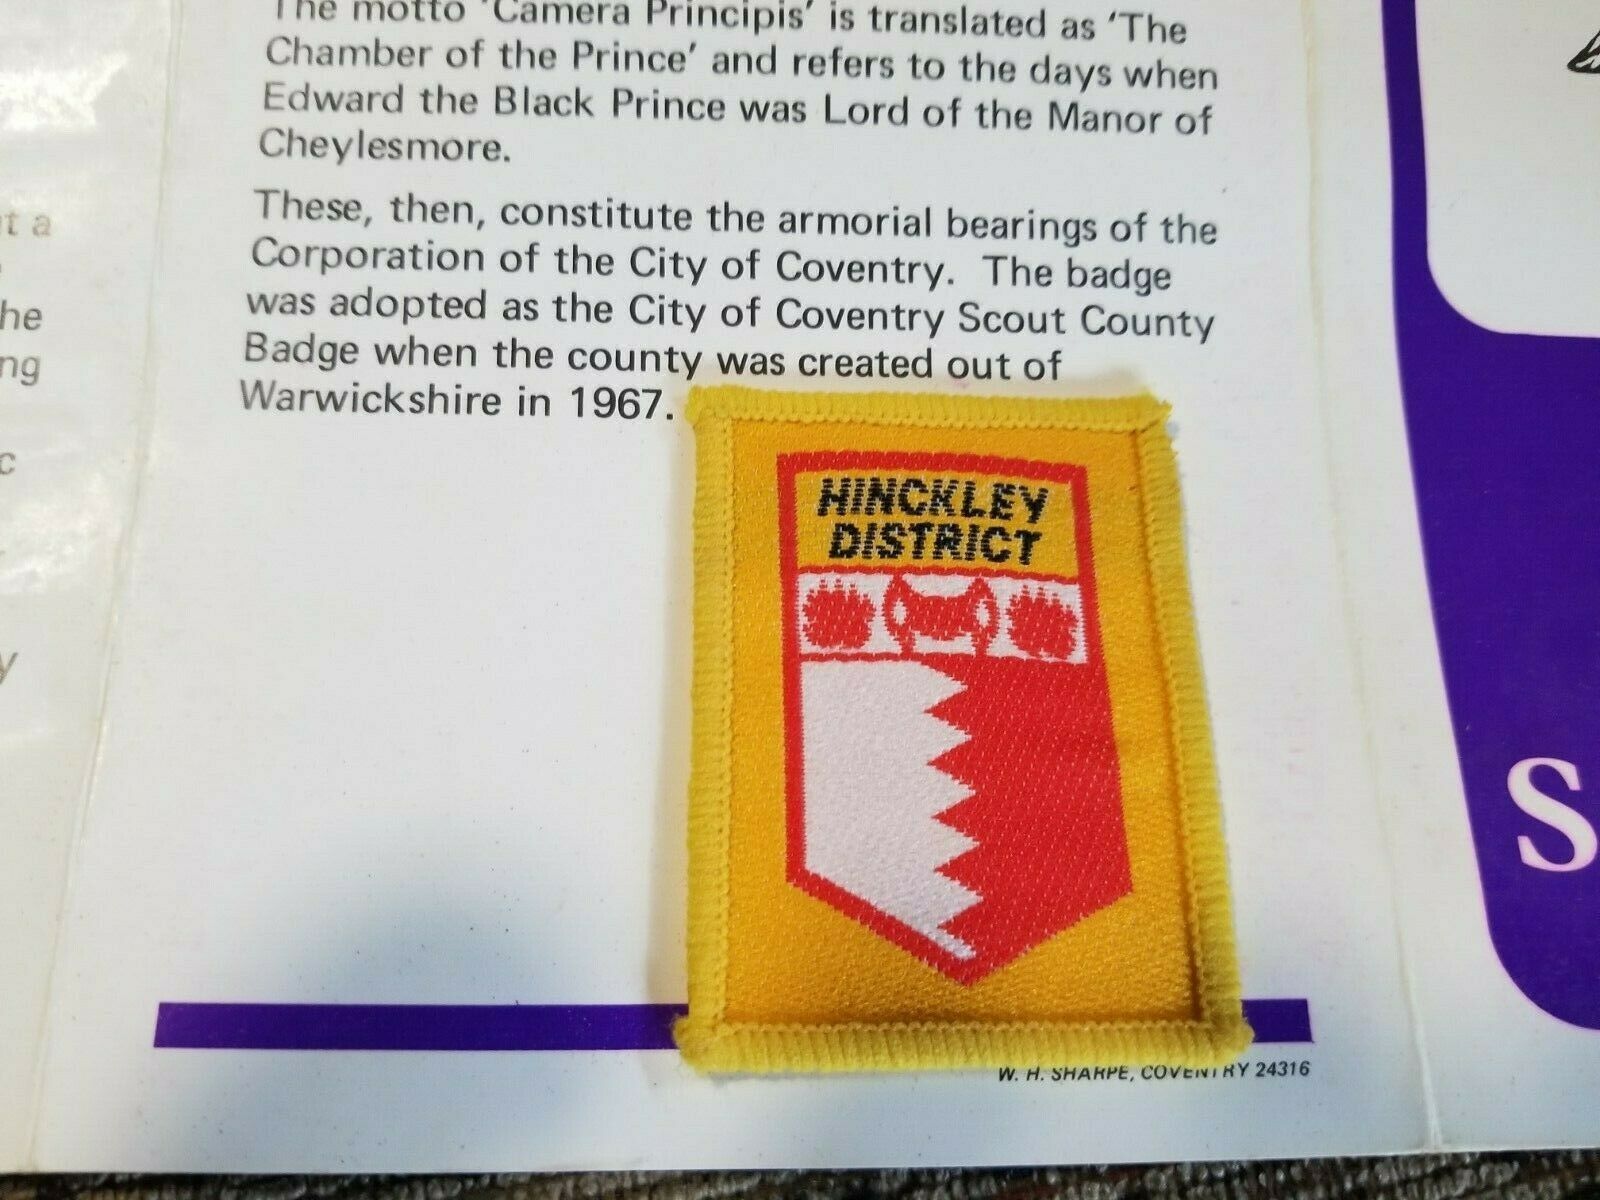 The motto 'Camera Principis' is translated as 'The
Chamber of the Prince' and refers to the days when
Edward the Black Prince was Lord of the Manor of
Cheylesmore.
These, then, constitute the armorial bearings of the
Corporation of the City of Coventry. The badge
was adopted as the City of Coventry Scout County
Badge when the county was created out of
Warwickshire in 1967.
HINCKLEY
DISTRICT
W. H. SHARPE, COVENTRY 24316
t a
he
ng
c
y
S